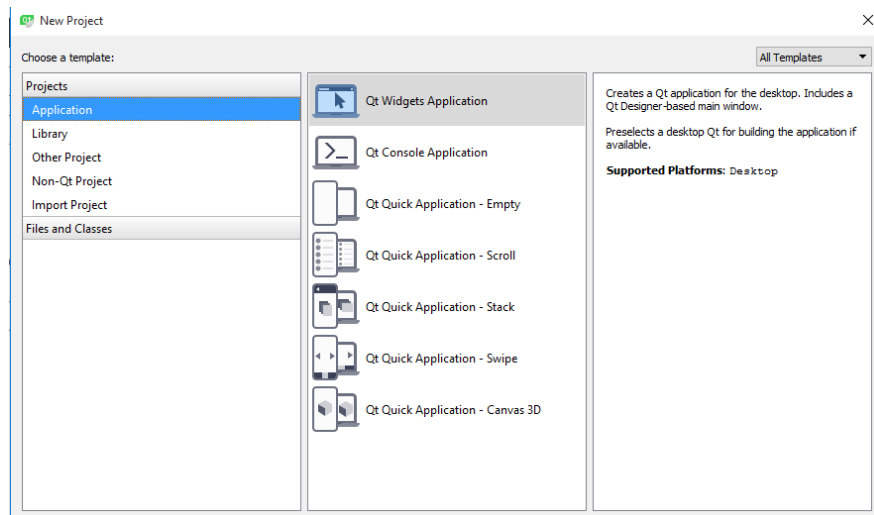 New Project
Choose a template:
All Templates
Projects
Application
Library
Other Project
Non-Qt Project
Import Project
Files and Classes
Qt Widgets Application
Qt Console Application
Qt Quick Application - Empty
Qt Quick Application - Scroll
Qt Quick Application - Stack
Qt Quick Application - Swipe
Qt Quick Application - Canvas 3D
Creates a Qt application for the desktop. Includes a
Qt Designer-based main window.
Preselects a desktop Qt for building the application if
available.
Supported Platforms: Desktop